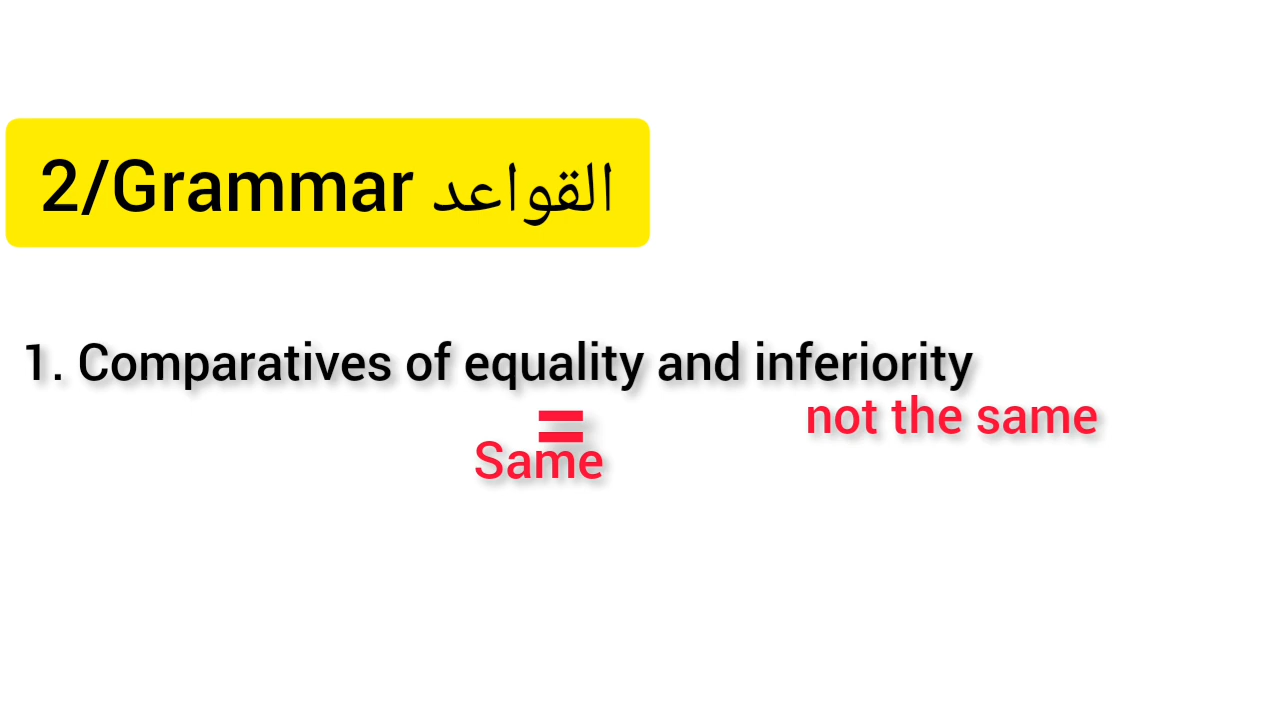 2/Grammar القواعد
1. Comparatives of equality and inferiority
=
not the same
Same